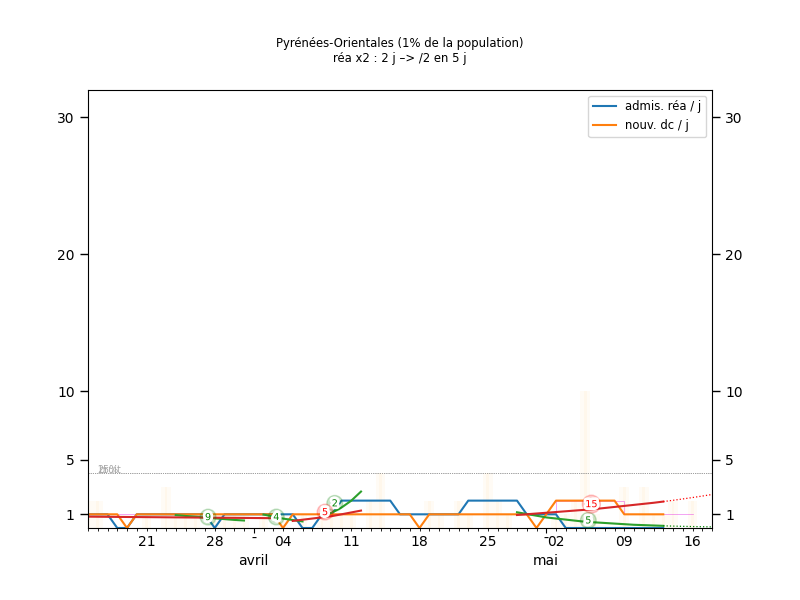 Pyrénées-Orientales (1% de la population)
réa x2 : 2 j –> /2 en 5 j
admis. réa / j
nouv. dc / j
30 30
20 20
10 10
5 5
1 1
9 4 5 2 15 5
21 28 - 04 11 18 25 - 02 09 16
avril mai